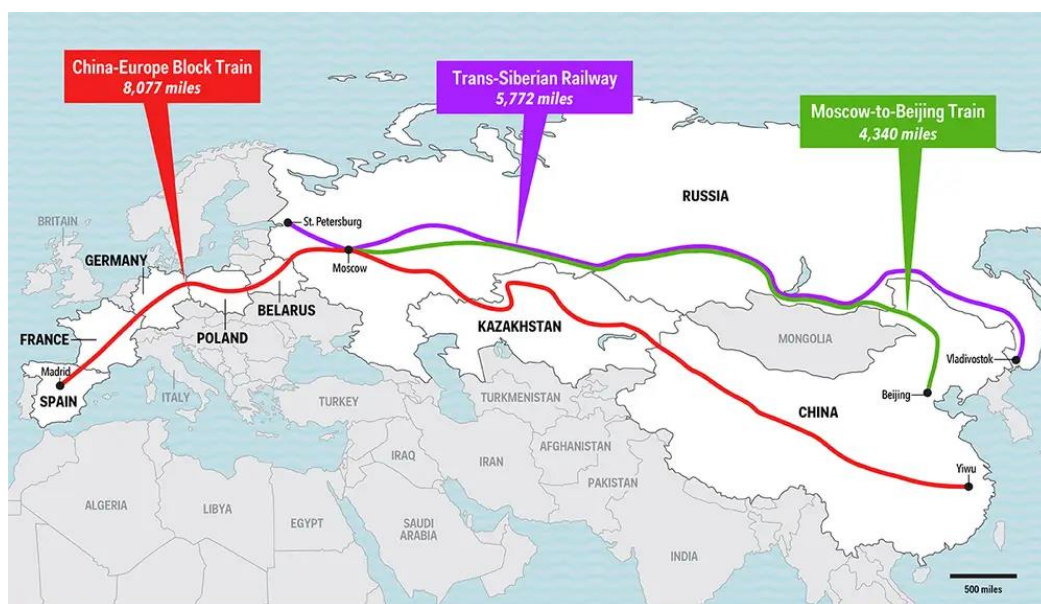 China-Europe Block Train
8,077 miles
Trans-Siberian Railway
5,772 miles
Moscow-to-Beijing Train
4,340 miles
RUSSIA
BRITAIN
St. Petersburg
GERMANY
Moscow
BELARUS
POLAND
FRANCE
KAZAKHSTAN
MONGOLIA
Vladivostok
Madrid
SPAIN
ITALY
TURKEY
TURKMENISTAN
Beijing
CHINA
AFGHANISTAN
IRAQ
IRAN
PAKISTAN
Yiwu
ALGERIA
LIBYA
EGYPT
SAUDI
ARABIA
INDIA
500 miles